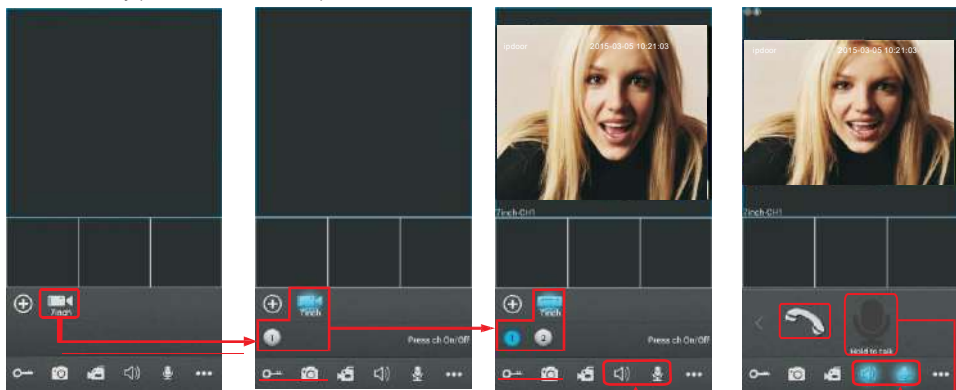 7inch
7inch
1
Press ch On/Off
ipdoor 2015-03-05 10:21:03
7inch-CH1
7inch
1 2
Press ch On/Off
ipdoor 2015-03-05 10:21:03
7inch-CH1
Hold to talk